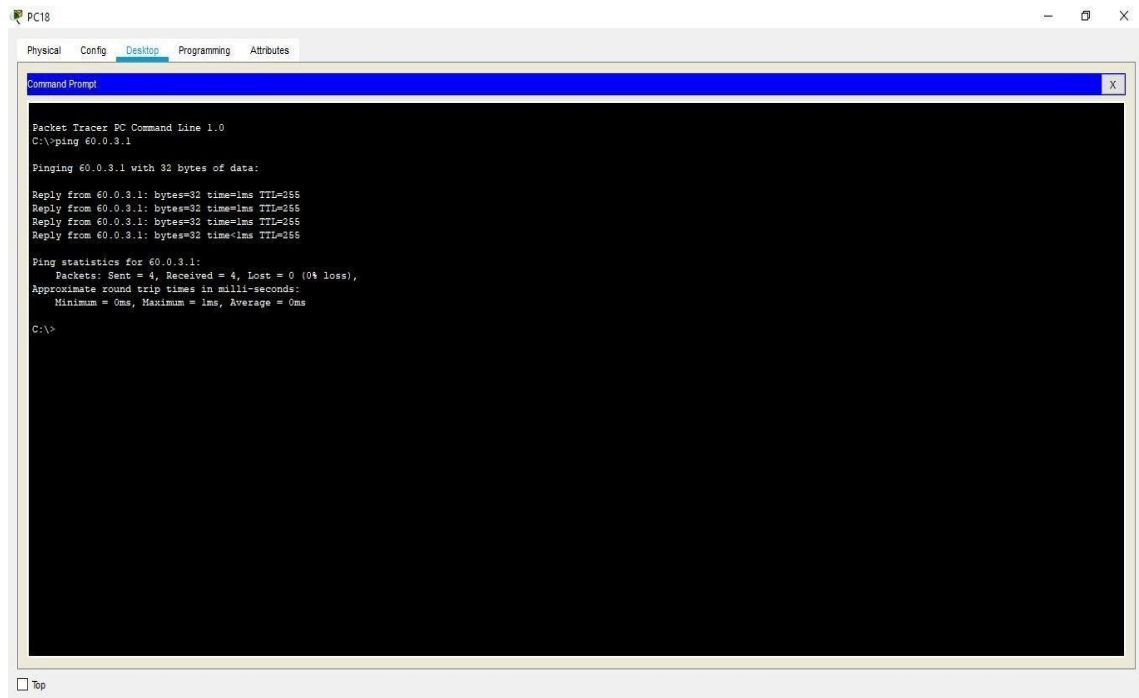 PC18
Physical Config Desktop Programming Attributes
Command Prompt
X
Packet Tracer PC Command Line 1.0
C:\>ping 60.0.3.1
Pinging 60.0.3.1 with 32 bytes of data:
Reply from 60.0.3.1: bytes=32 time=1ms TTL=255
Reply from 60.0.3.1: bytes=32 time=1ms TTL=255
Reply from 60.0.3.1: bytes=32 time=1ms TTL=255
Reply from 60.0.3.1: bytes=32 time<1ms TTL=255
Ping statistics for 60.0.3.1:
Packets: Sent = 4, Received = 4, Lost = 0 (0% loss),
Approximate round trip times in milli-seconds:
Minimum = 0ms, Maximum = 1ms, Average = 0ms
C:\>
Top